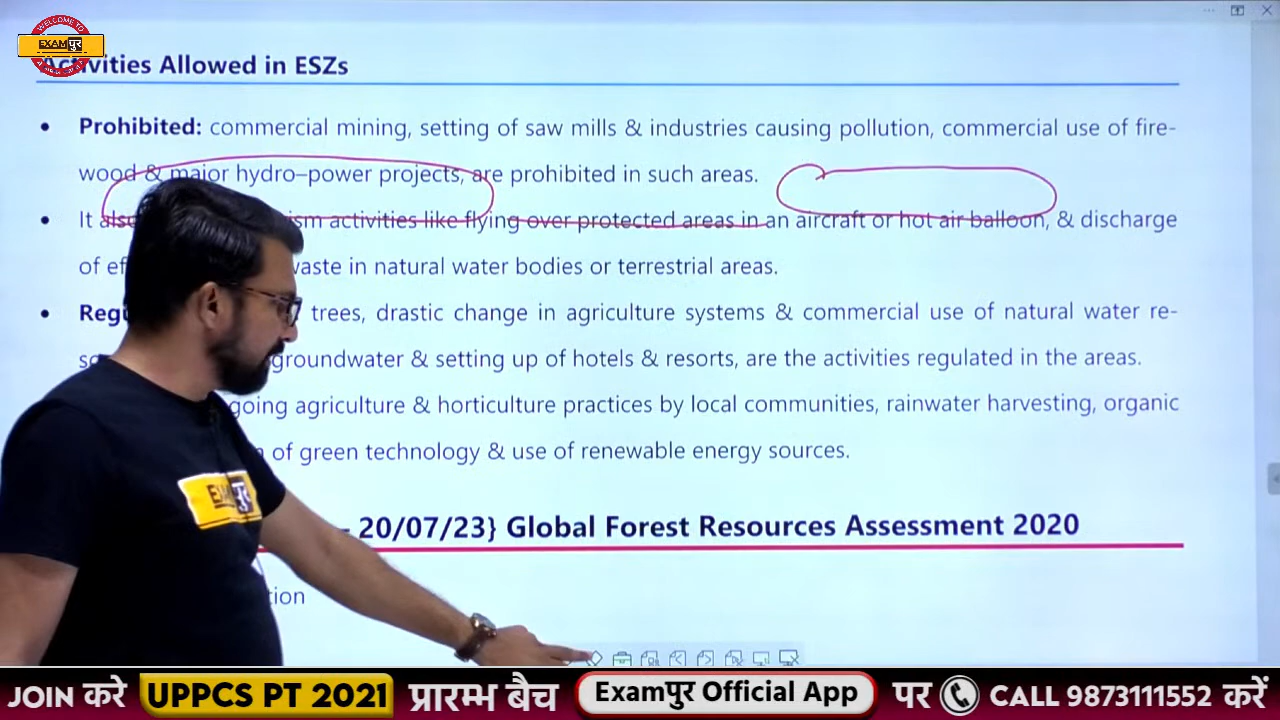 WELCOME TO
EXAMपुर
Activities Allowed in ESZs
• Prohibited: commercial mining, setting of saw mills & industries causing pollution, commercial use of fire-
wood & major hydro–power projects, are prohibited in such areas.
• It also activities like flying over protected areas in an aircraft or hot air balloon, & discharge
of waste in natural water bodies or terrestrial areas.
• trees, drastic change in agriculture systems & commercial use of natural water re-
groundwater & setting up of hotels & resorts, are the activities regulated in the areas.
going agriculture & horticulture practices by local communities, rainwater harvesting, organic
of green technology & use of renewable energy sources.
– 20/07/23} Global Forest Resources Assessment 2020
EXAMपुर
JOIN करे UPPCS PT 2021 प्रारम्भ बैच Examपुर Official App पर CALL 9873111552 करें